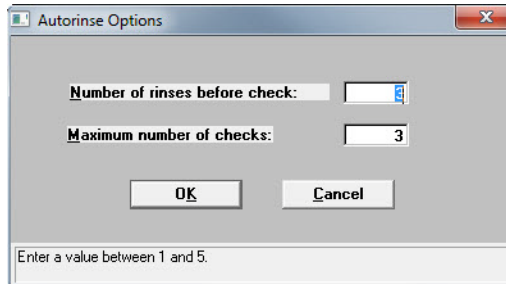 Autorinse Options
Number of rinses before check: 3
Maximum number of checks: 3
OK Cancel
Enter a value between 1 and 5.